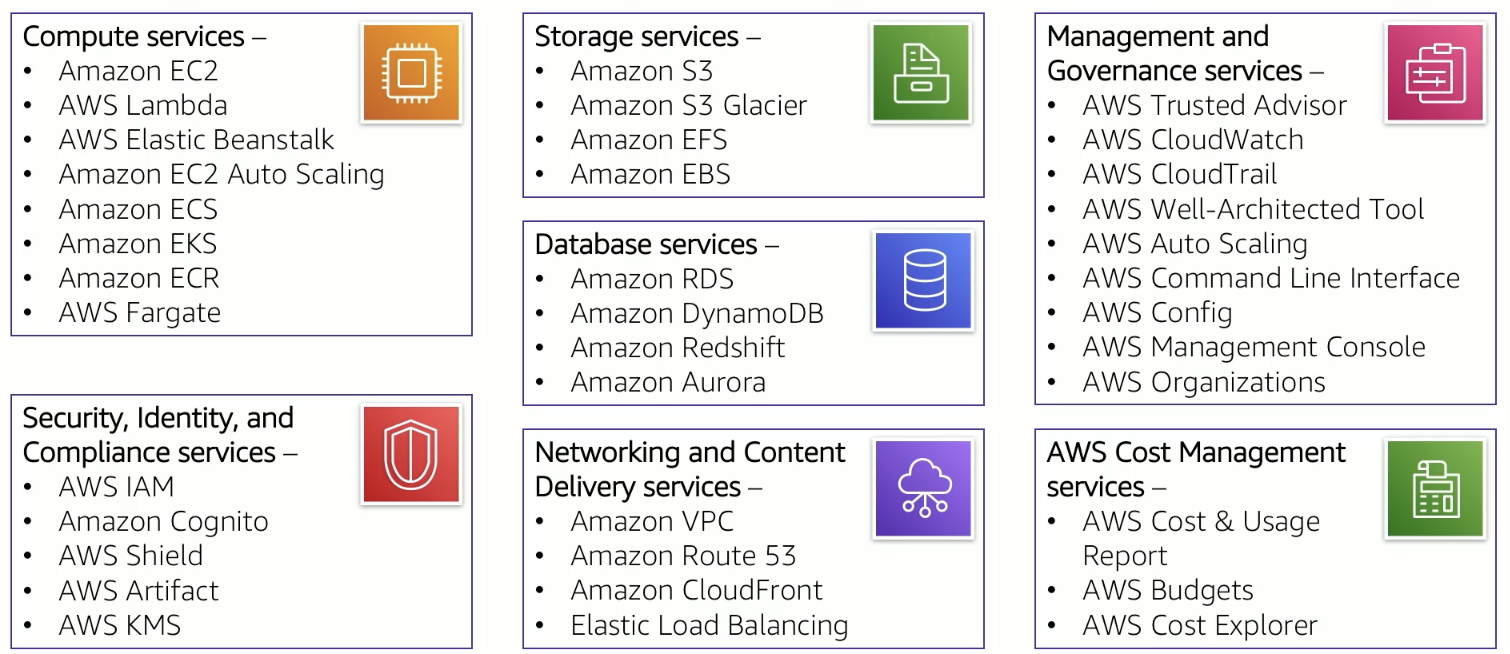 Compute services –
• Amazon EC2
• AWS Lambda
• AWS Elastic Beanstalk
• Amazon EC2 Auto Scaling
• Amazon ECS
• Amazon EKS
• Amazon ECR
• AWS Fargate
Security, Identity, and
Compliance services –
• AWS IAM
• Amazon Cognito
• AWS Shield
• AWS Artifact
• AWS KMS
Storage services –
• Amazon S3
• Amazon S3 Glacier
• Amazon EFS
• Amazon EBS
Database services –
• Amazon RDS
• Amazon DynamoDB
• Amazon Redshift
• Amazon Aurora
Networking and Content
Delivery services –
• Amazon VPC
• Amazon Route 53
• Amazon CloudFront
• Elastic Load Balancing
Management and
Governance services –
• AWS Trusted Advisor
• AWS CloudWatch
• AWS CloudTrail
• AWS Well-Architected Tool
• AWS Auto Scaling
• AWS Command Line Interface
• AWS Config
• AWS Management Console
• AWS Organizations
AWS Cost Management
services –
• AWS Cost & Usage
Report
• AWS Budgets
• AWS Cost Explorer